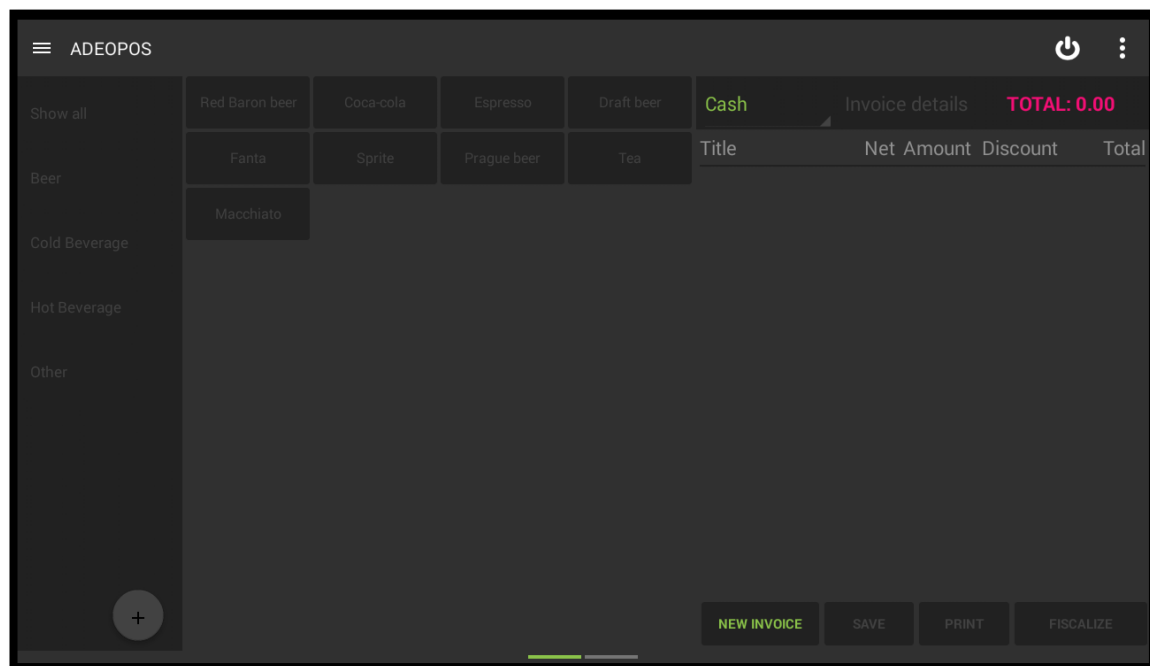 ADEOPOS
Show all
Beer
Cold Beverage
Hot Beverage
Other
+
Red Baron beer Coca-cola Espresso Draft beer
Fanta Sprite Prague beer Tea
Macchiato
Cash Invoice details TOTAL: 0.00
Title Net Amount Discount Total
NEW INVOICE SAVE PRINT FISCALIZE